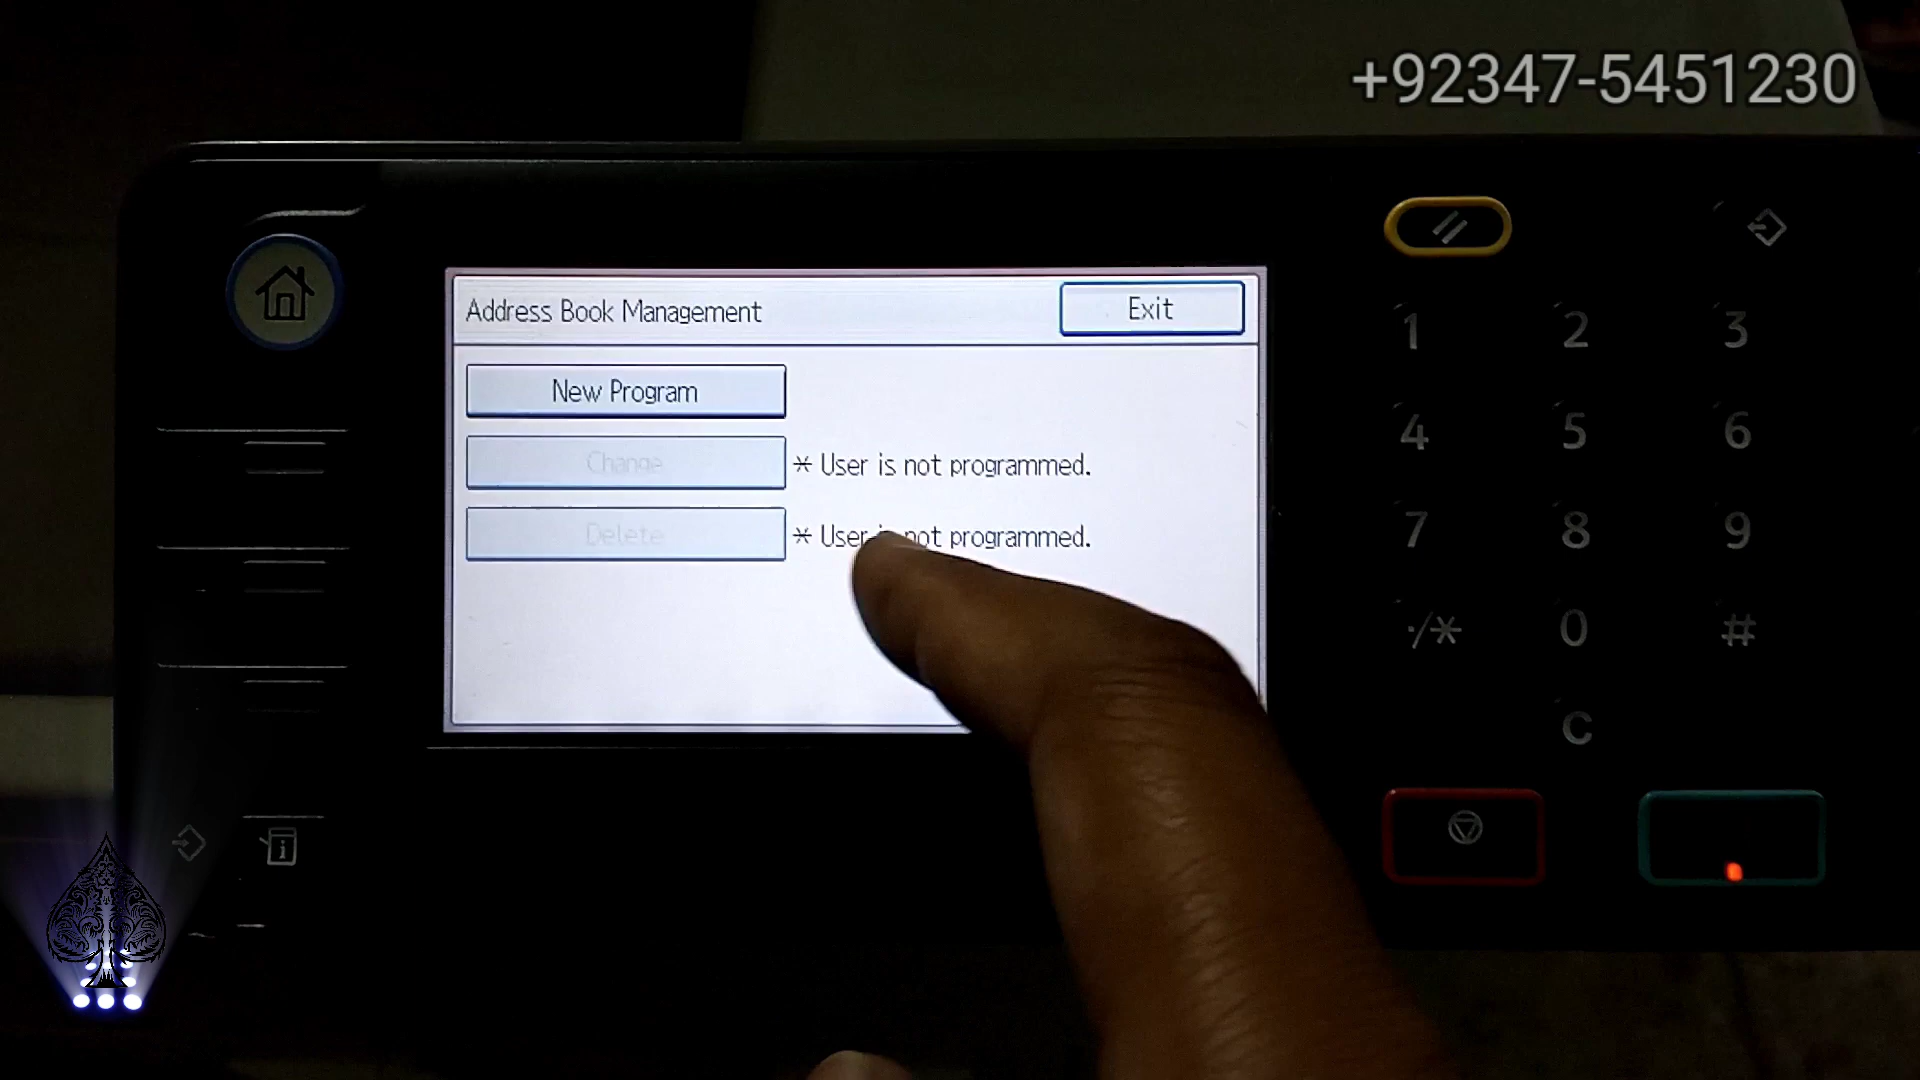 +92347-5451230
Address Book Management
Exit
New Program
Change
* User is not programmed.
Delete
* User is not programmed.
1 2 3
4 5 6
7 8 9
./* 0 #
C
i